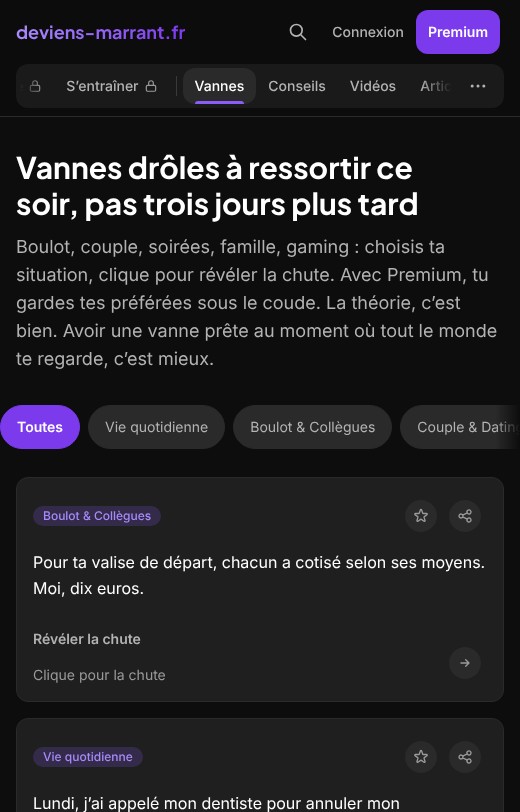 deviens-marrant.fr
Connexion
Premium
S’entraîner
Vannes
Conseils
Vidéos
Vannes drôles à ressortir ce
soir, pas trois jours plus tard
Boulot, couple, soirées, famille, gaming : choisis ta
situation, clique pour révéler la chute. Avec Premium, tu
gardes tes préférées sous le coude. La théorie, c’est
bien. Avoir une vanne prête au moment où tout le monde
te regarde, c’est mieux.
Toutes
Vie quotidienne
Boulot & Collègues
Couple & Dating
Boulot & Collègues
Pour ta valise de départ, chacun a cotisé selon ses moyens.
Moi, dix euros.
Révéler la chute
Clique pour la chute
Vie quotidienne
Lundi, j’ai appelé mon dentiste pour annuler mon